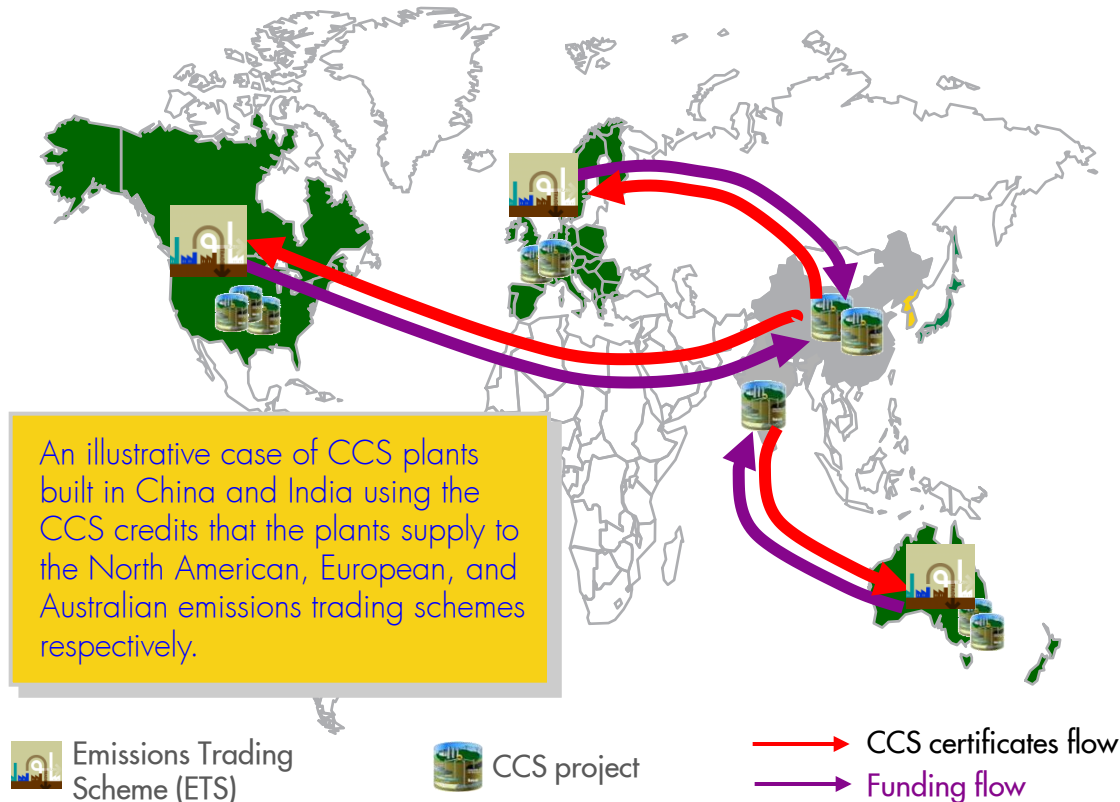 An illustrative case of CCS plants
built in China and India using the
CCS credits that the plants supply to
the North American, European, and
Australian emissions trading schemes
respectively.
Emissions Trading
Scheme (ETS)
CCS project
CCS certificates flow
Funding flow